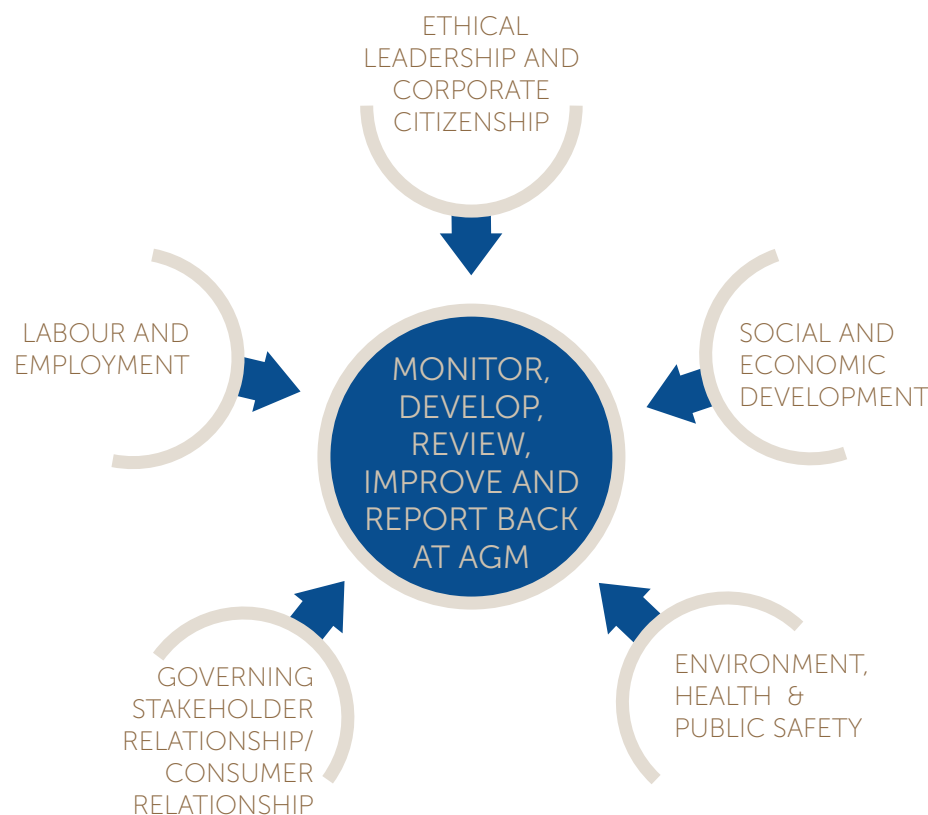 ETHICAL
LEADERSHIP AND
CORPORATE
CITIZENSHIP
LABOUR AND
EMPLOYMENT
SOCIAL AND
ECONOMIC
DEVELOPMENT
MONITOR,
DEVELOP,
REVIEW,
IMPROVE AND
REPORT BACK
AT AGM
GOVERNING
STAKEHOLDER
RELATIONSHIP/
CONSUMER
RELATIONSHIP
ENVIRONMENT,
HEALTH &
PUBLIC SAFETY